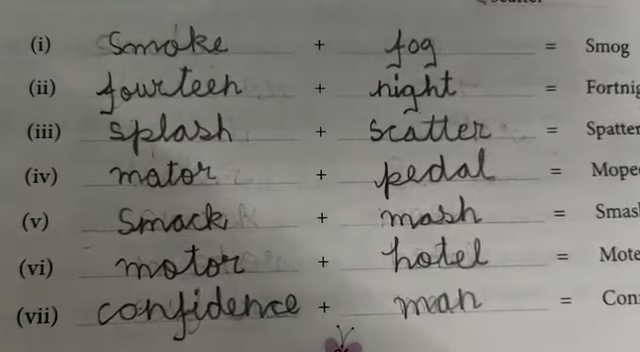 (i) Smoke + fog = Smog
(ii) fourteen + night = Fortnig
(iii) splash + scatter = Spatter
(iv) motor + pedal = Mope
(v) Smack + mash = Smas
(vi) motor + hotel = Mote
(vii) confidence + man = Con